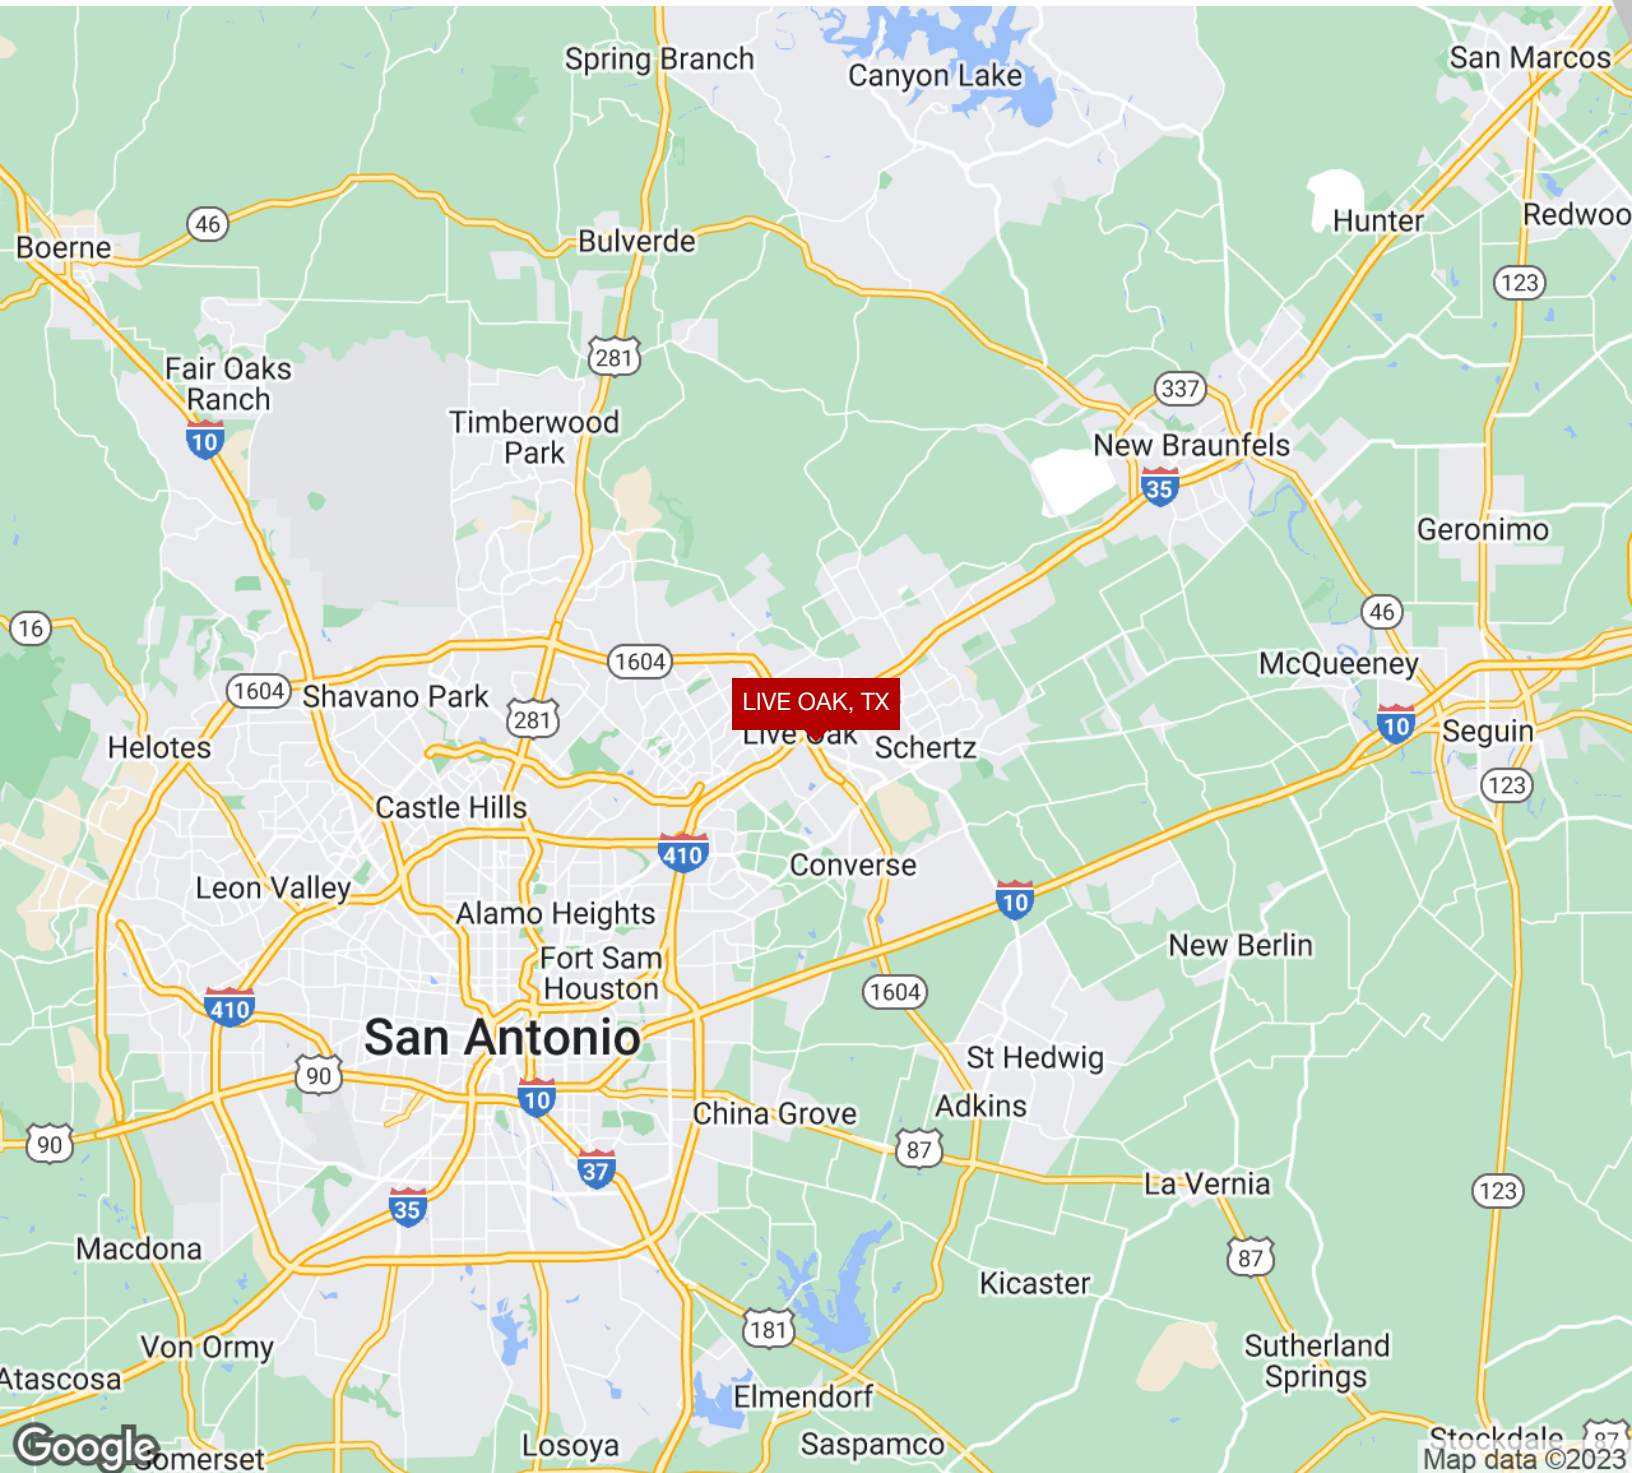 Spring Branch
Canyon Lake
San Marcos
46
Boerne
Bulverde
Hunter
Redwoo
123
281
Fair Oaks
Ranch
10
Timberwood
Park
337
New Braunfels
35
Geronimo
16
1604
46
McQueeney
1604
Shavano Park
281
LIVE OAK, TX
Live Oak
Schertz
10
Seguin
Helotes
123
Castle Hills
410
Converse
Leon Valley
10
Alamo Heights
Fort Sam
Houston
New Berlin
410
1604
San Antonio
St Hedwig
90
10
China Grove
Adkins
90
87
37
La Vernia
123
35
Macdona
87
Kicaster
181
Von Ormy
Sutherland
Springs
Atascosa
Elmendorf
Google
Somerset
Losoya
Saspamco
Stockdale
87
Map data ©2023